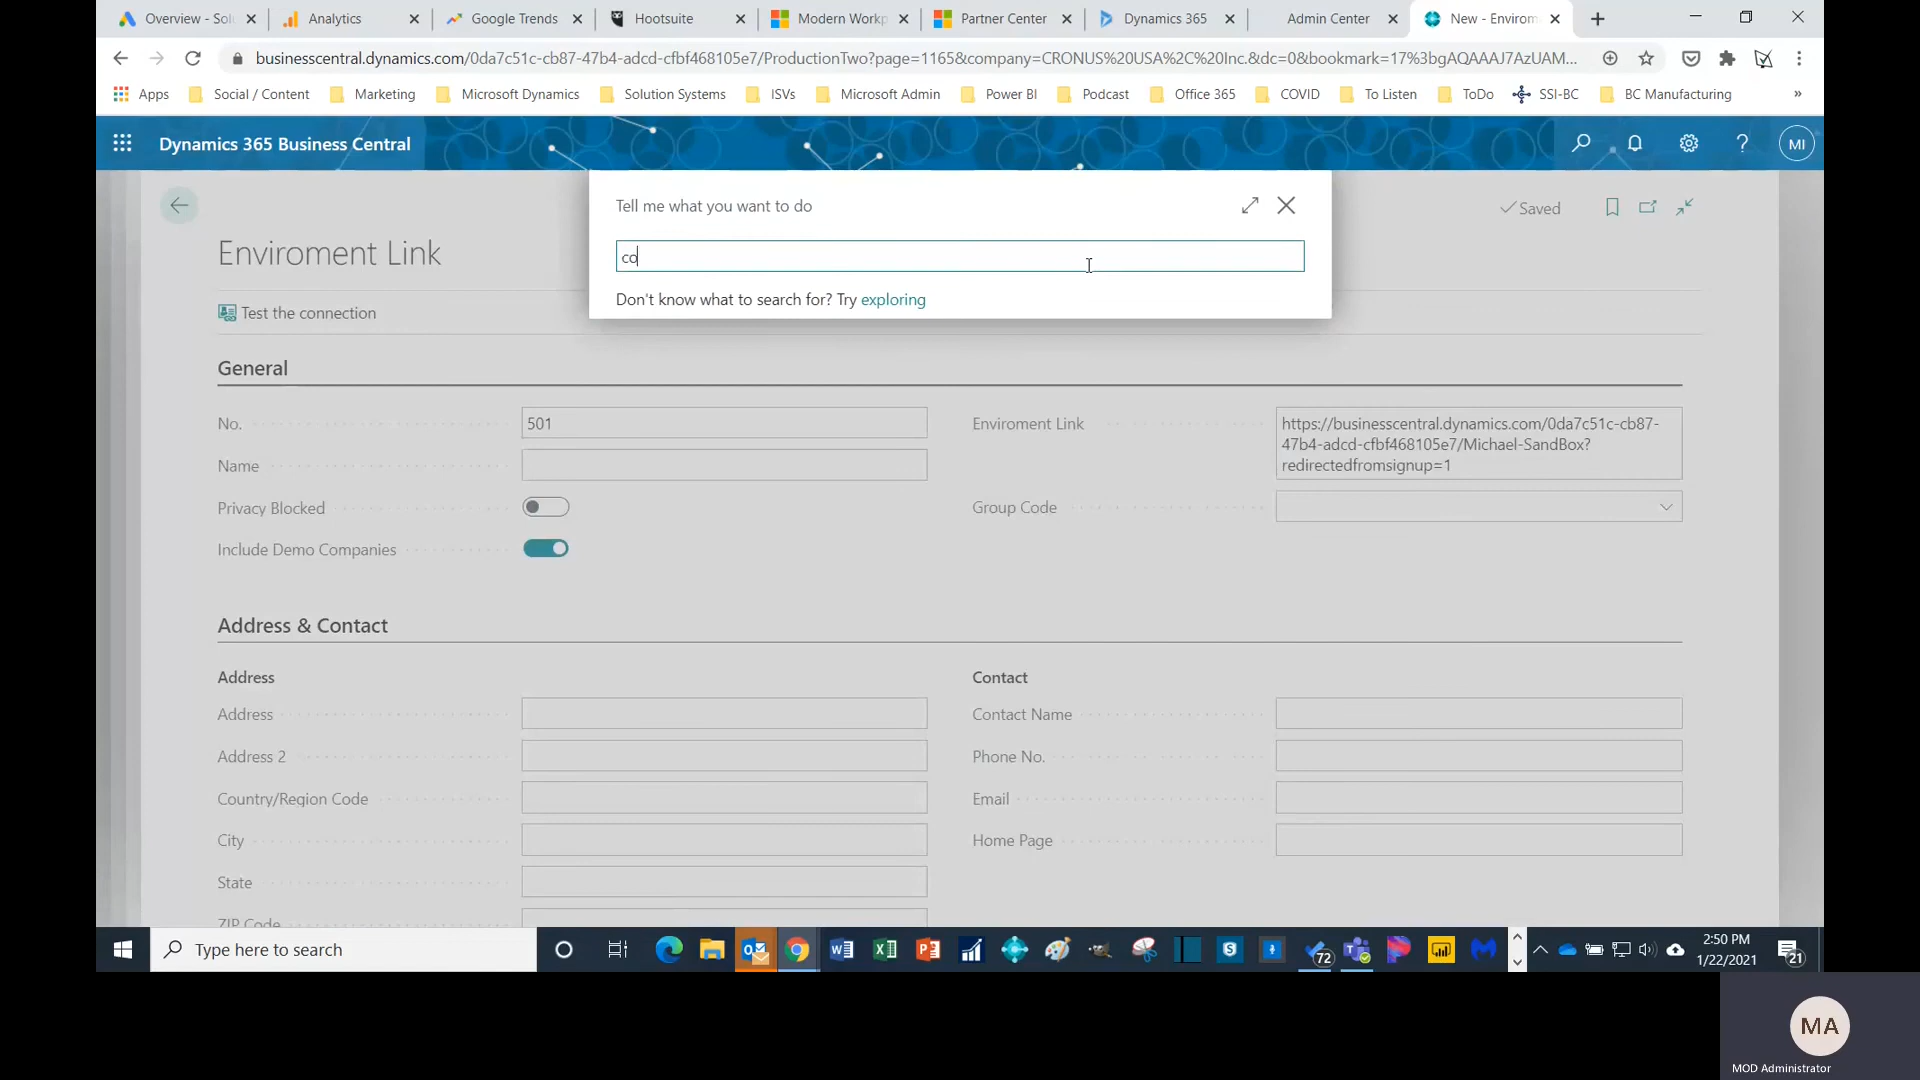 Overview - Solu
Analytics
Google Trends
Hootsuite
Modern Workp
Partner Center
Dynamics 365
Admin Center
New - Environm
businesscentral.dynamics.com/0da7c51c-cb87-47b4-adcd-cfbf468105e7/ProductionTwo?page=1165&company=CRONUS%20USA%2C%20Inc.&dc=0&bookmark=17%3bgAQAAAJ7AzUAM...
Apps
Social / Content
Marketing
Microsoft Dynamics
Solution Systems
ISVs
Microsoft Admin
Power BI
Podcast
Office 365
COVID
To Listen
ToDo
SSI-BC
BC Manufacturing
»
Dynamics 365 Business Central
MI
Tell me what you want to do
co
Don't know what to search for? Try exploring
Saved
Enviroment Link
Test the connection
General
No.
501
Enviroment Link
https://businesscentral.dynamics.com/0da7c51c-cb87-
47b4-adcd-cfbf468105e7/Michael-SandBox?
redirectedfromsignup=1
Name
Privacy Blocked
Group Code
Include Demo Companies
Address & Contact
Address
Contact
Address
Contact Name
Address 2
Phone No.
Country/Region Code
Email
City
Home Page
State
ZIP Code
Type here to search
72
2:50 PM
1/22/2021
21
MA
MOD Administrator